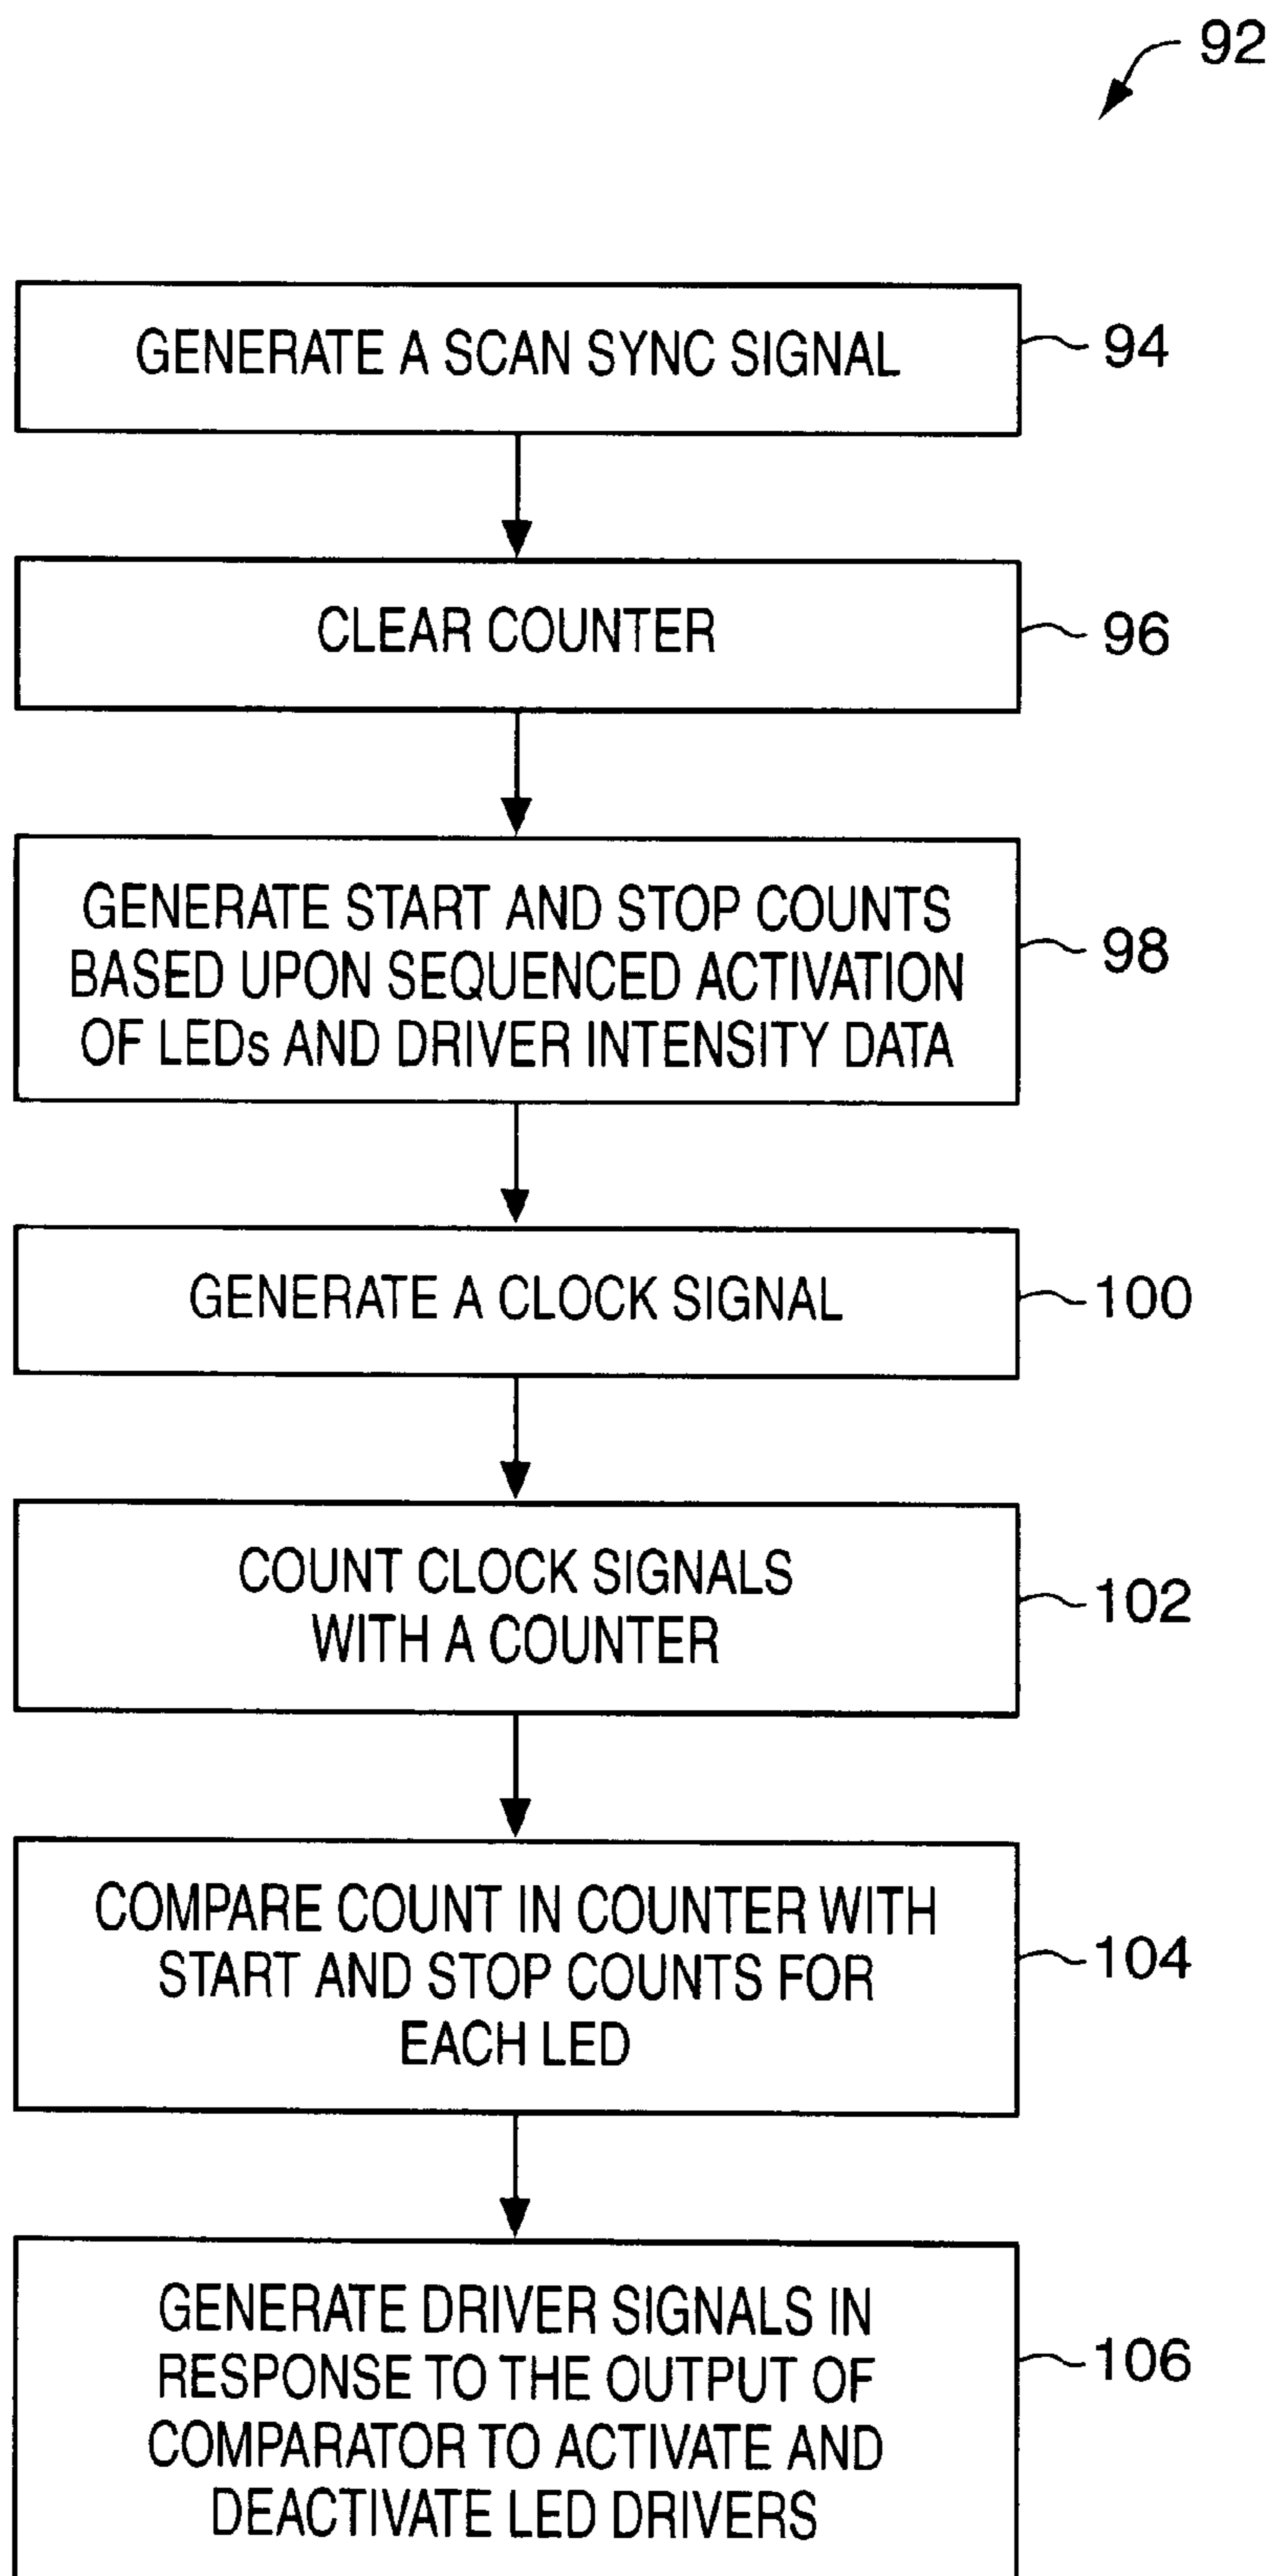 92
GENERATE A SCAN SYNC SIGNAL
94
CLEAR COUNTER
96
GENERATE START AND STOP COUNTS
BASED UPON SEQUENCED ACTIVATION
OF LEDs AND DRIVER INTENSITY DATA
98
GENERATE A CLOCK SIGNAL
100
COUNT CLOCK SIGNALS
WITH A COUNTER
102
COMPARE COUNT IN COUNTER WITH
START AND STOP COUNTS FOR
EACH LED
104
GENERATE DRIVER SIGNALS IN
RESPONSE TO THE OUTPUT OF
COMPARATOR TO ACTIVATE AND
DEACTIVATE LED DRIVERS
106